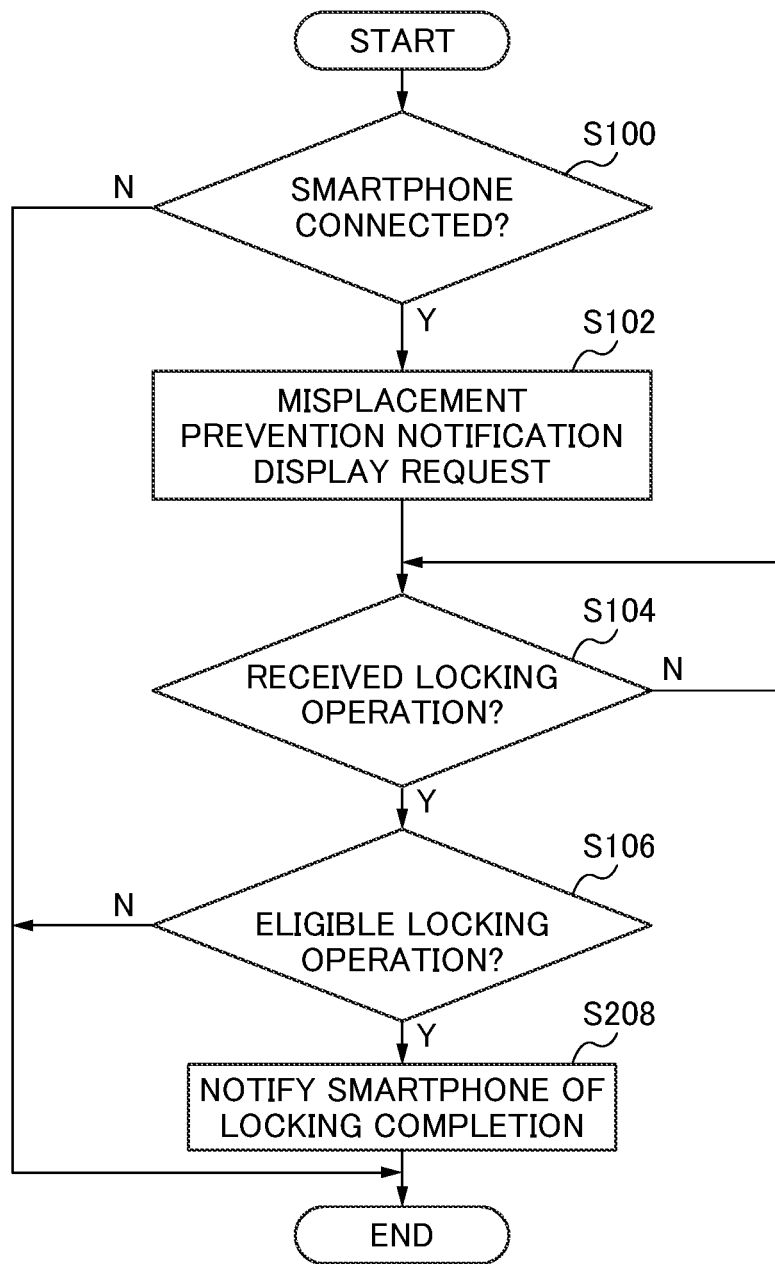 START
S100
N
SMARTPHONE
CONNECTED?
Y
S102
MISPLACEMENT
PREVENTION NOTIFICATION
DISPLAY REQUEST
S104
RECEIVED LOCKING
OPERATION?
N
Y
S106
N
ELIGIBLE LOCKING
OPERATION?
Y
S208
NOTIFY SMARTPHONE OF
LOCKING COMPLETION
END